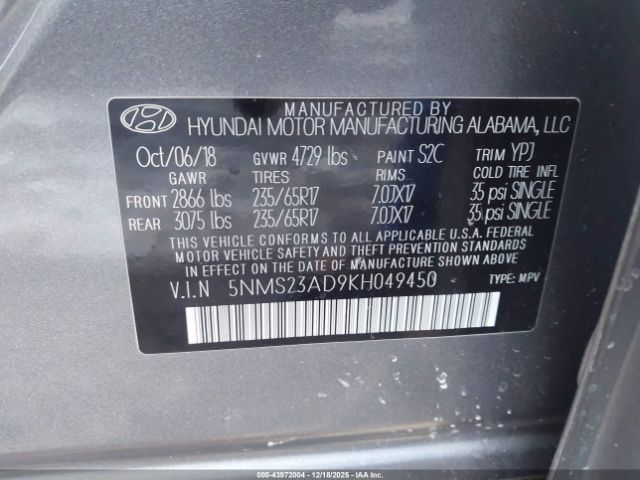 MANUFACTURED BY
HYUNDAI MOTOR MANUFACTURING ALABAMA, LLC
Oct/06/18 GVWR 4729 lbs PAINT S2C TRIM YPJ
GAWR TIRES RIMS COLD TIRE INFL
FRONT 2866 lbs 235/65R17 7.0JX17 35 psi SINGLE
REAR 3075 lbs 235/65R17 7.0JX17 35 psi SINGLE
THIS VEHICLE CONFORMS TO ALL APPLICABLE U.S.A. FEDERAL
MOTOR VEHICLE SAFETY, BUMPER, AND THEFT PREVENTION
STANDARDS IN EFFECT ON THE DATE OF MANUFACTURE SHOWN ABOVE.
V.I.N 5NMS23AD9KH049450 TYPE: MPV
000-43972004 | 12/18/2025 - COPYRIGHT © IAA, LLC.